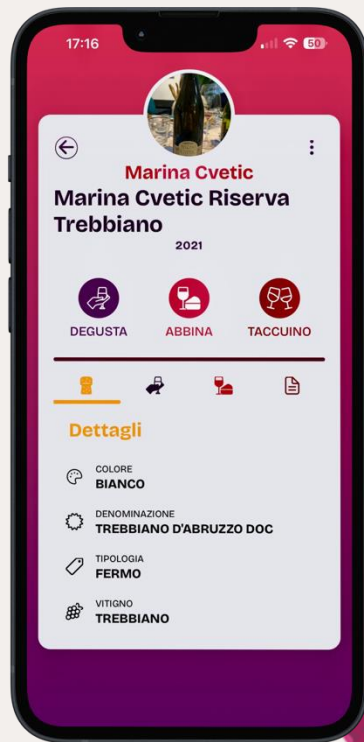 17:16
50
Marina Cvetic
Marina Cvetic Riserva
Trebbiano
2021
DEGUSTA ABBINA TACCUINO
Dettagli
COLORE
BIANCO
DENOMINAZIONE
TREBBIANO D'ABRUZZO DOC
TIPOLOGIA
FERMO
VITIGNO
TREBBIANO